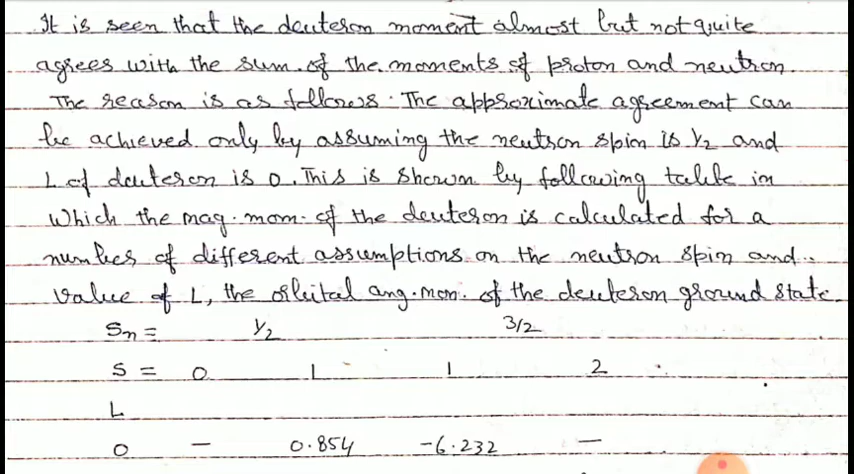 It is seen that the deuteron moment almost but not quite
agrees with the sum of the moments of proton and neutron.
The reason is as follows. The approximate agreement can
be achieved only by assuming the neutron spin is 1/2 and
L of deuteron is 0. This is shown by following table in
which the mag. mom. of the deuteron is calculated for a
number of different assumptions on the neutron spin and
value of L, the orbital ang. mom. of the deuteron ground state
Sn = 1/2 3/2
S = 0 1 1 2
L
0 — 0.854 -6.232 —